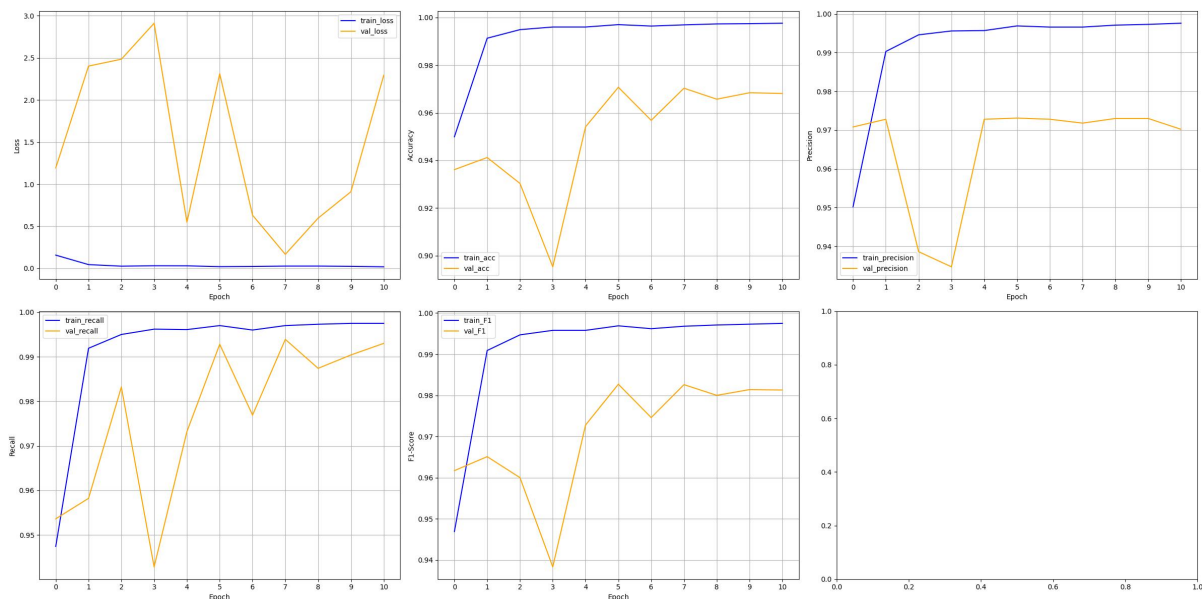 3.0
2.5
2.0
1.5
1.0
0.5
0.0
Loss
train_loss
val_loss
0 1 2 3 4 5 6 7 8 9 10
Epoch
1.00
0.98
0.96
0.94
0.92
0.90
Accuracy
train_acc
val_acc
0 1 2 3 4 5 6 7 8 9 10
Epoch
1.00
0.99
0.98
0.97
0.96
0.95
0.94
Precision
train_precision
val_precision
0 1 2 3 4 5 6 7 8 9 10
Epoch
1.00
0.99
0.98
0.97
0.96
0.95
Recall
train_recall
val_recall
0 1 2 3 4 5 6 7 8 9 10
Epoch
1.00
0.99
0.98
0.97
0.96
0.95
0.94
F1-Score
train_F1
val_F1
0 1 2 3 4 5 6 7 8 9 10
Epoch
1.0
0.8
0.6
0.4
0.2
0.0
0.0 0.2 0.4 0.6 0.8 1.0